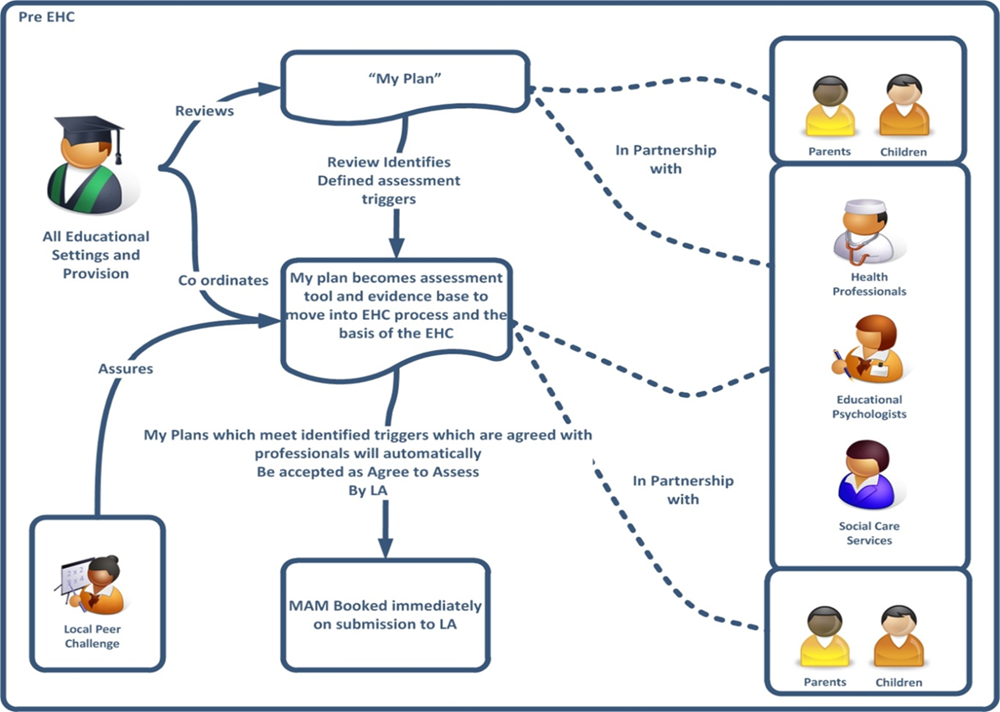 Pre EHC
"My Plan"
Reviews
All Educational
Settings and
Provision
Review Identifies
Defined assessment
triggers
In Partnership
with
Parents
Children
Co ordinates
My plan becomes assessment
tool and evidence base to
move into EHC process and the
basis of the EHC
Health
Professionals
Assures
Educational
Psychologists
My Plans which meet identified triggers which are agreed with
professionals will automatically
Be accepted as Agree to Assess
By LA
In Partnership
with
Social Care
Services
2 x 2
3 x 4
Local Peer
Challenge
MAM Booked immediately
on submission to LA
Parents
Children